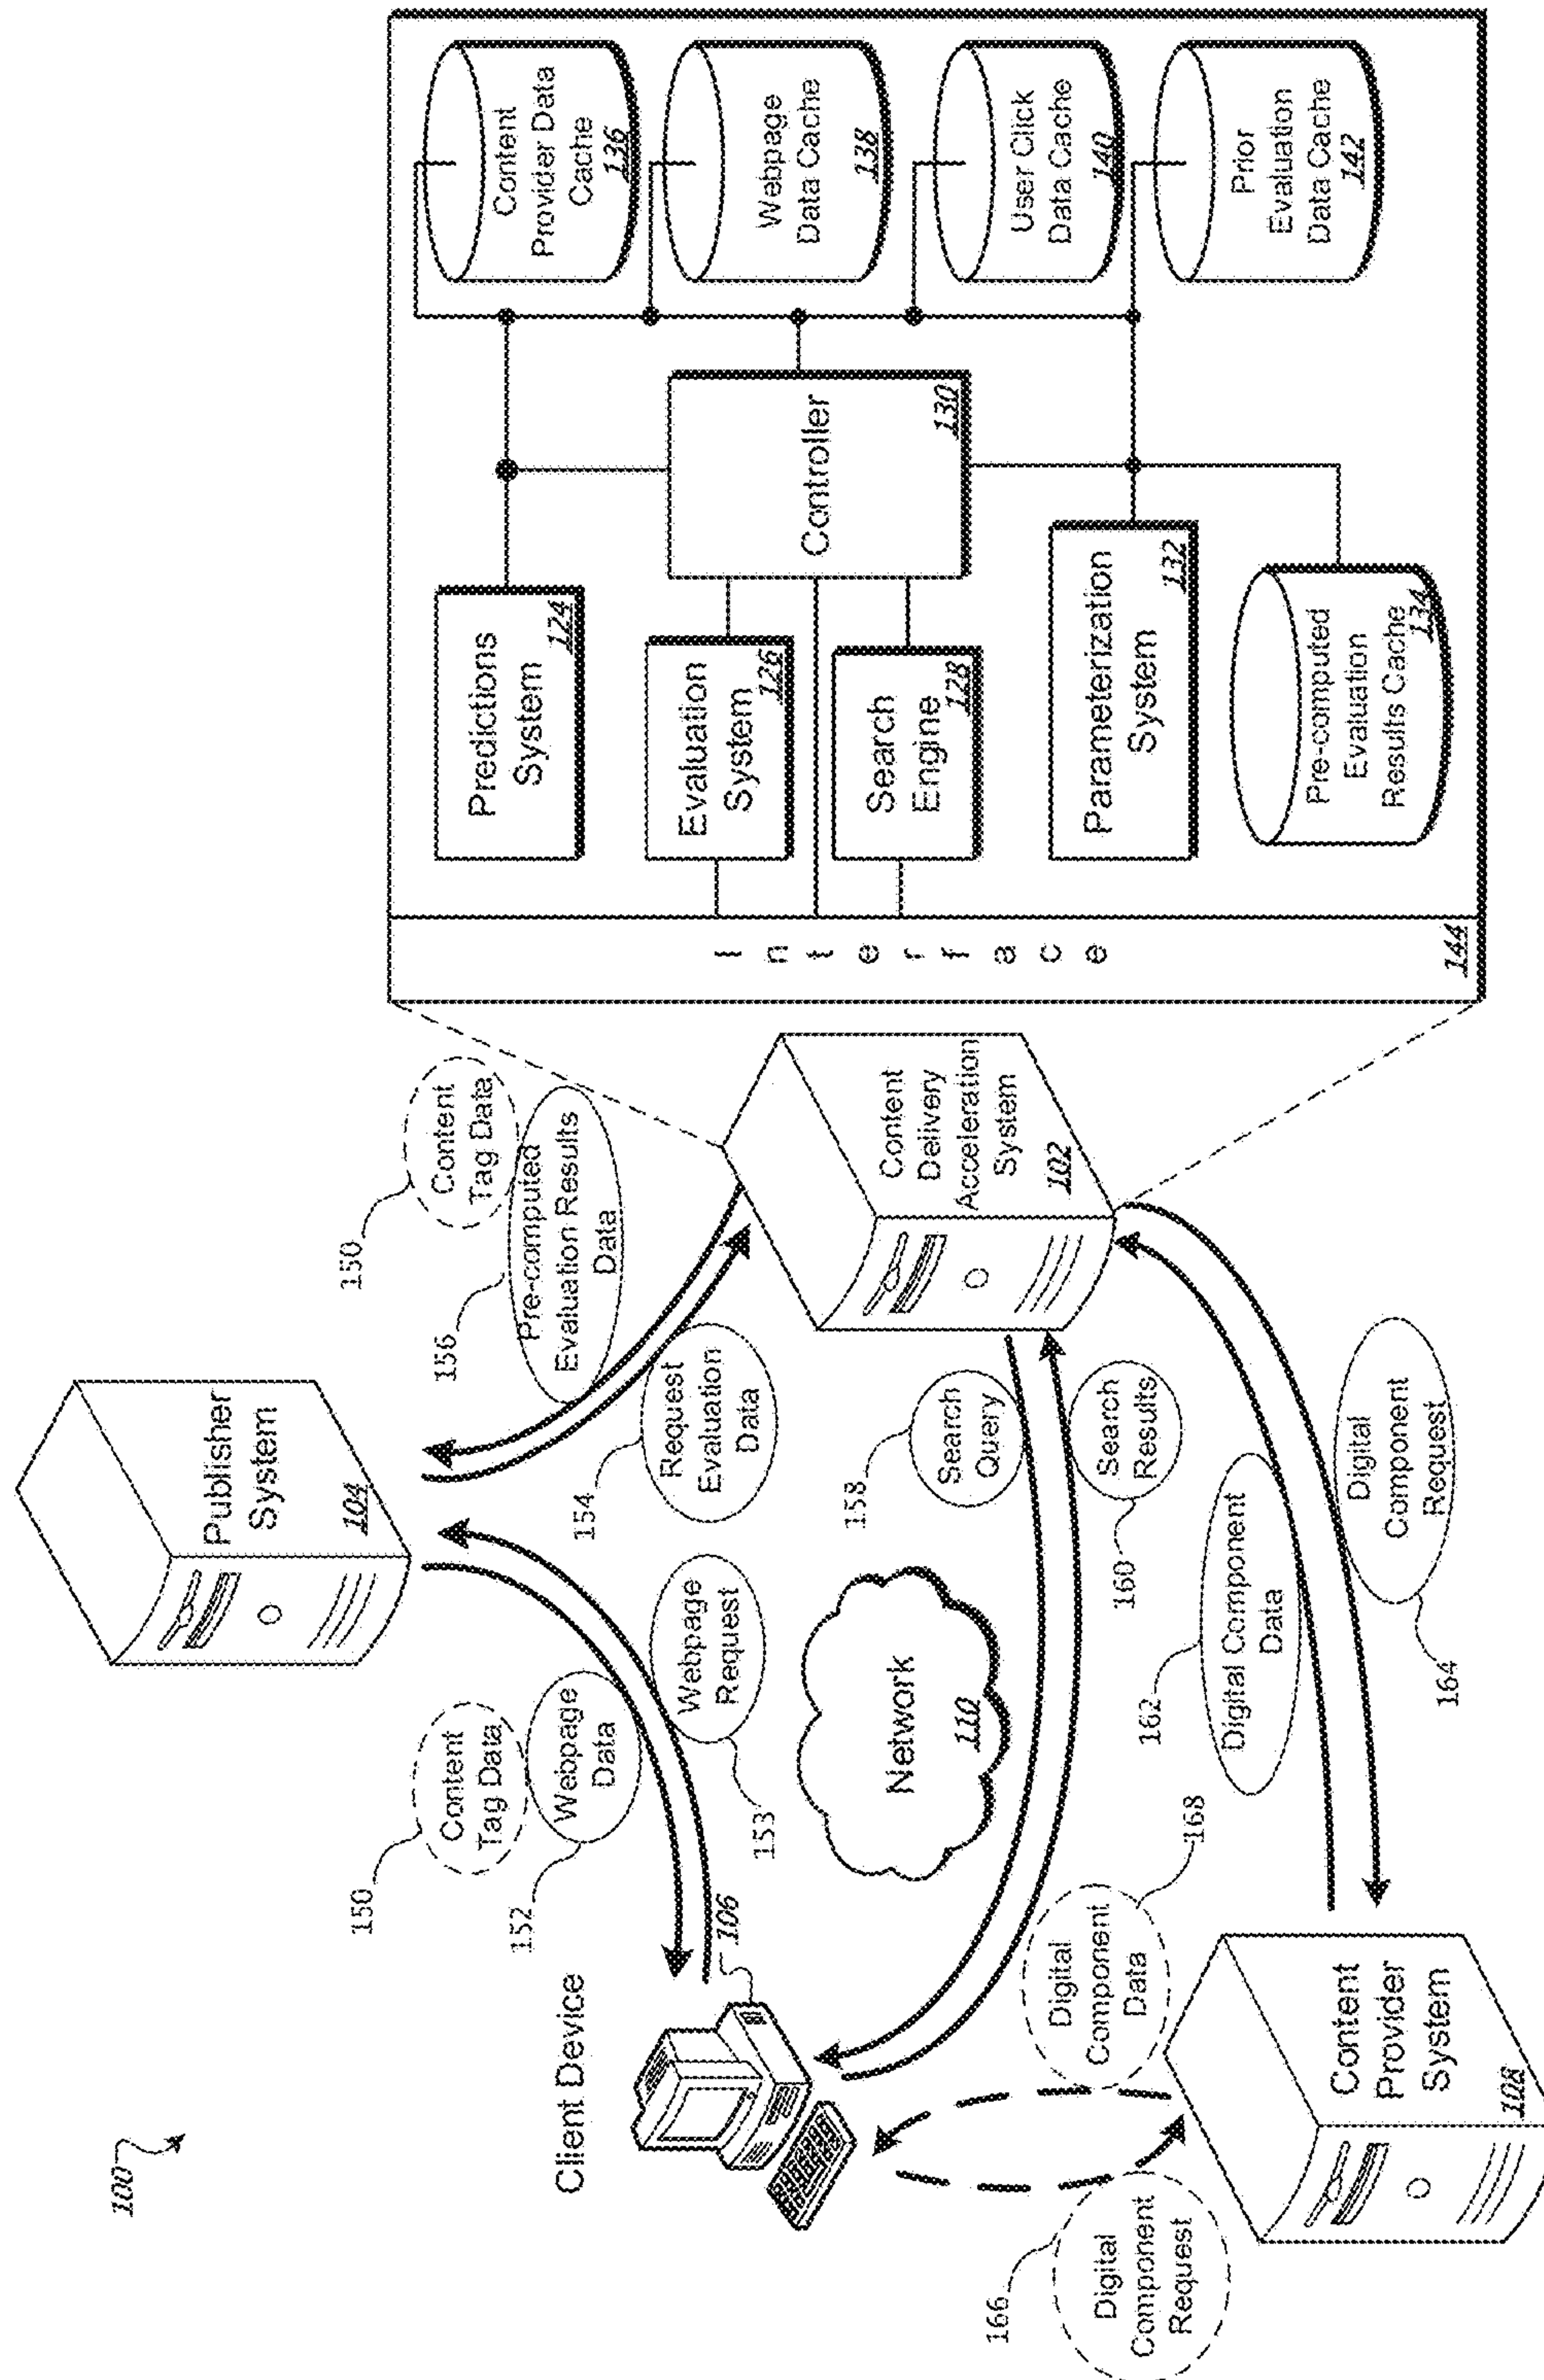 100
Publisher
System
104
150
Content
Tag Data
152
Webpage
Data
Webpage
Request
153
150
Content
Tag Data
156
Pre-computed
Evaluation Results
Data
154
Request
Evaluation
Data
Client Device
106
Network
110
158
Search
Query
Search
Results
160
Content
Delivery
Acceleration
System
102
166
Digital
Component
Request
Digital
Component
Data
168
162
Digital Component
Data
Digital
Component
Request
164
Content
Provider
System
108
Interface
144
Predictions
System
124
Evaluation
System
126
Search
Engine
128
Controller
130
Parameterization
System
132
Pre-computed
Evaluation
Results Cache
134
Content
Provider Data
Cache
136
Webpage
Data Cache
138
User Click
Data Cache
140
Prior
Evaluation
Data Cache
142